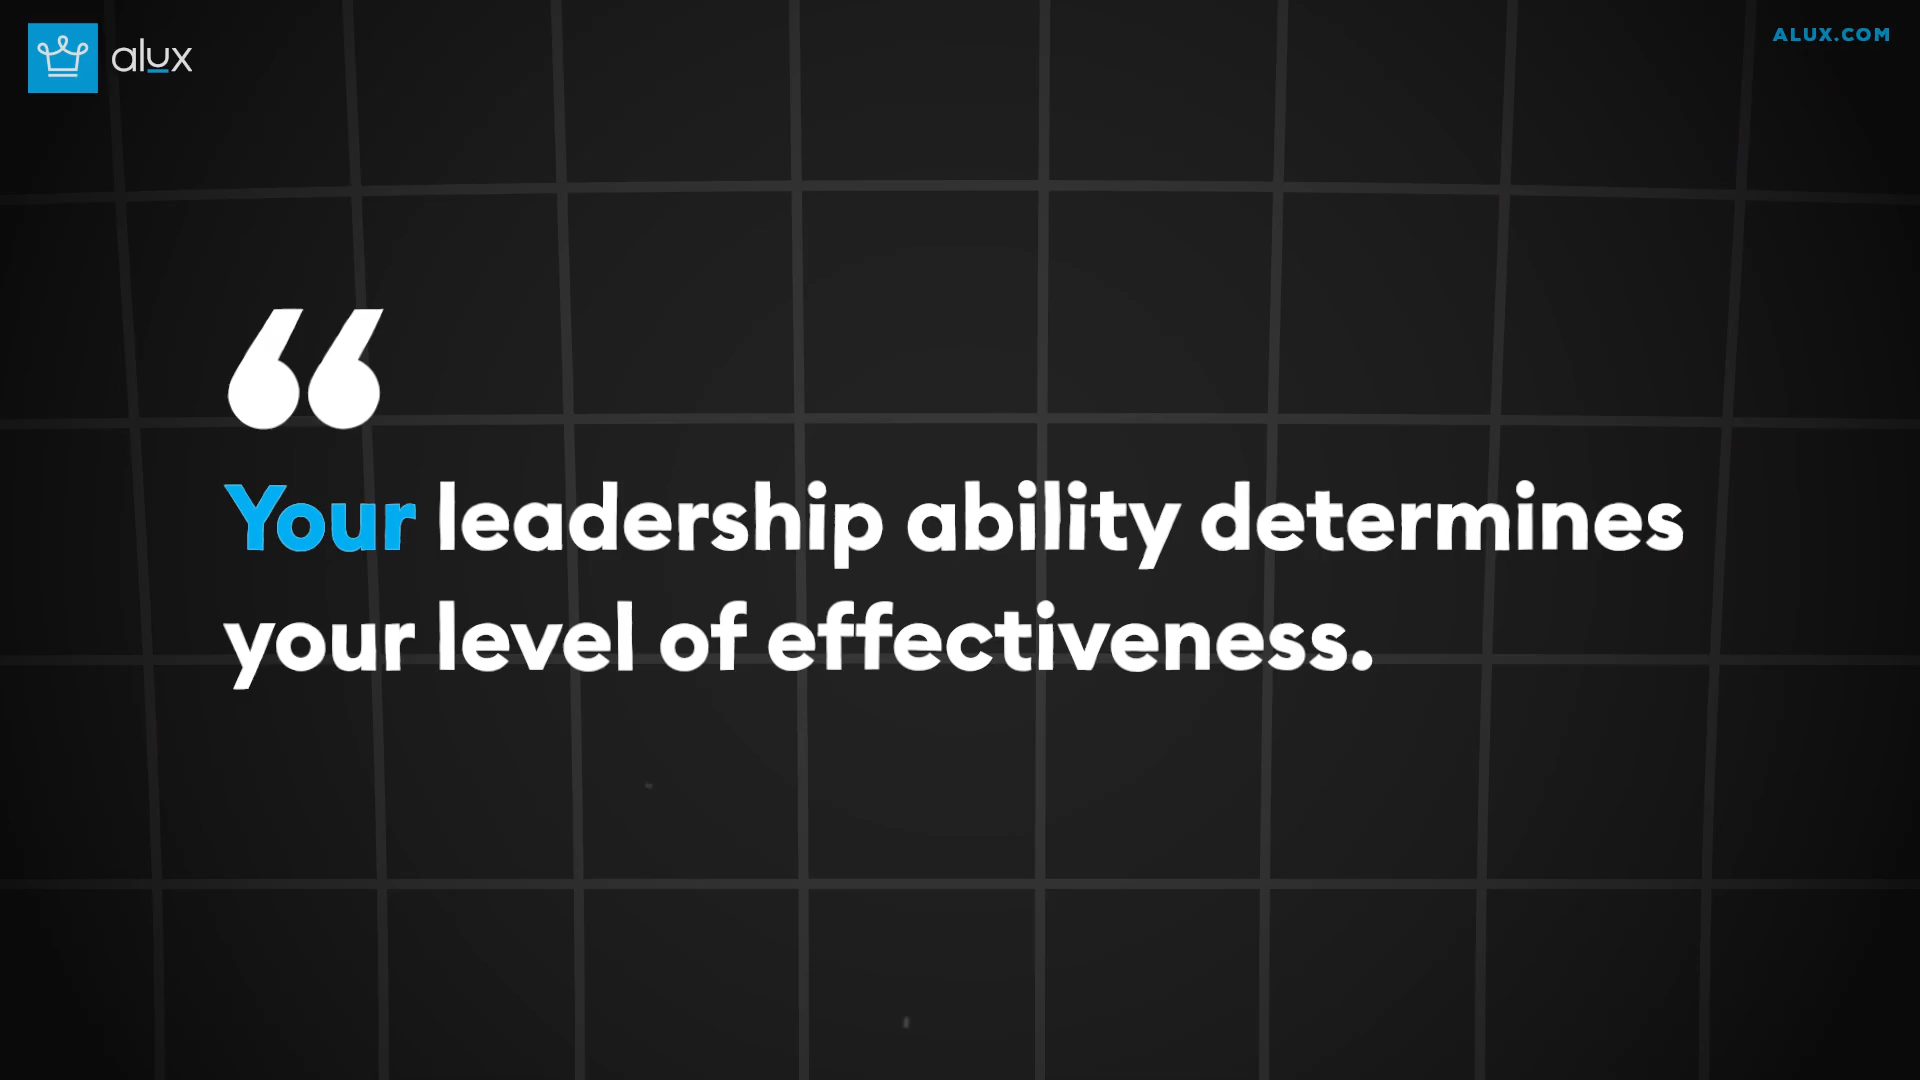 alux
ALUX.COM
“
Your leadership ability determines
your level of effectiveness.